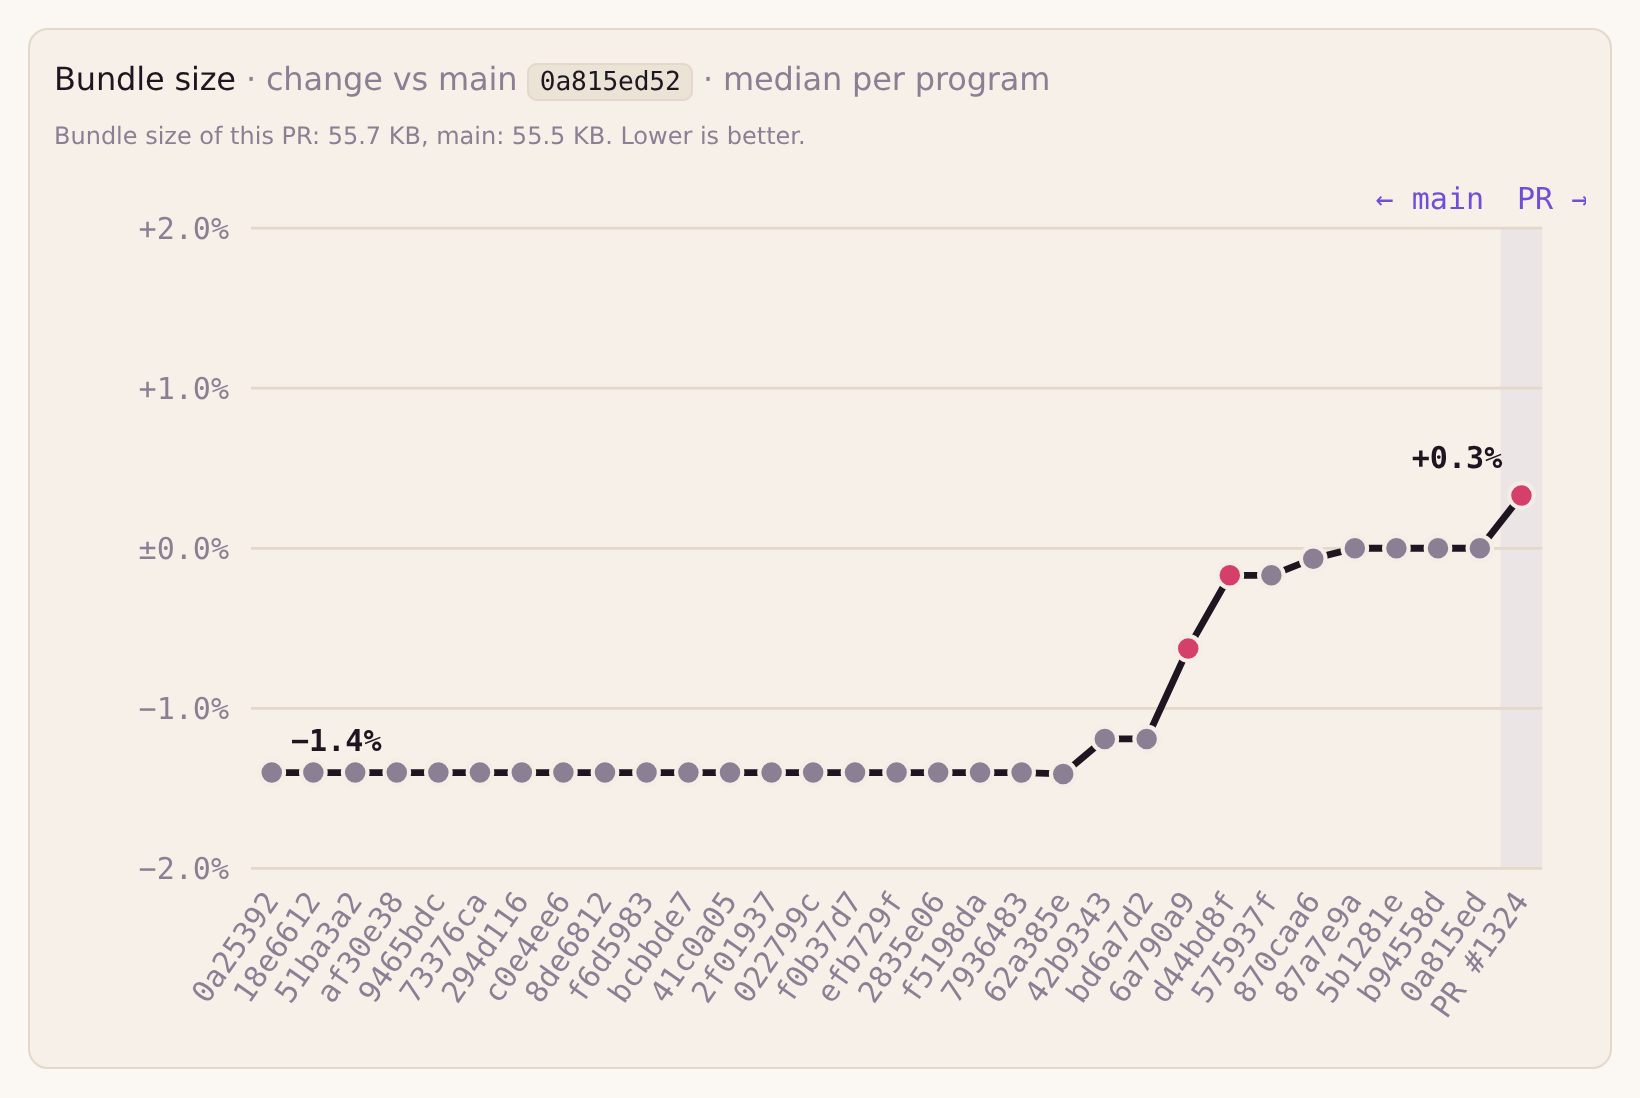 Bundle size · change vs main 0a815ed52 · median per program
Bundle size of this PR: 55.7 KB, main: 55.5 KB. Lower is better.
← main PR →
+2.0%
+1.0%
+0.3%
±0.0%
−1.0%
−1.4%
−2.0%
0a25392
18e6612
51ba3a2
af30e38
9465bdc
73376ca
294d116
c0e4ee6
8de6812
f6d5983
bcbbde7
41c0a05
2f01937
022799c
f0b37d7
efb729f
2835e06
f5198da
7936483
62a385e
42b9343
bd6a7d2
6a790a9
d44bd8f
575937f
870caa6
87a7e9a
5b1281e
b94558d
0a815ed
PR #1324